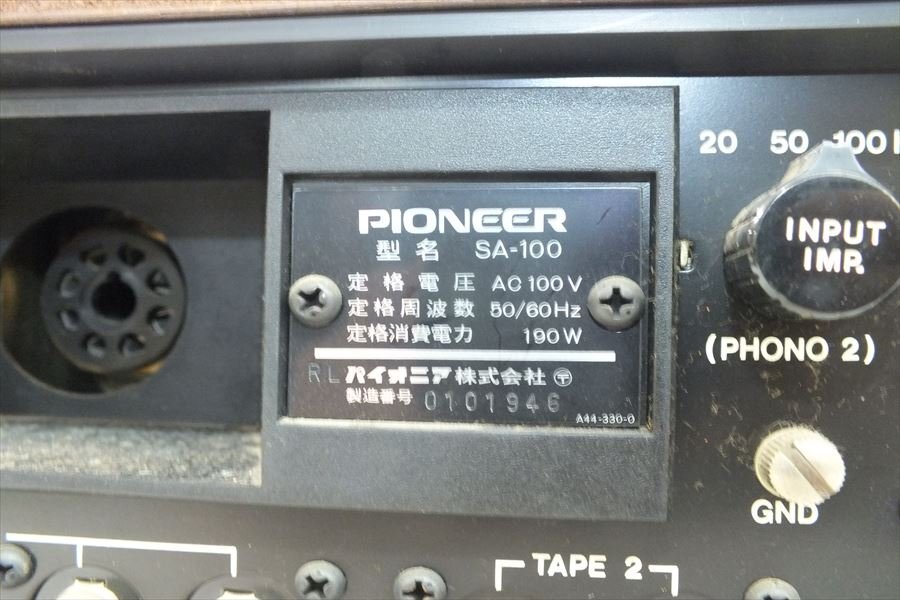 PIONEER
型名 SA-100
定格電圧 AC 100 V
定格周波数 50/60Hz
定格消費電力 190 W
RL パイオニア株式会社 〒
製造番号 0101946
A44-330-0
20 50 100
INPUT
IMR
(PHONO 2)
GND
TAPE 2